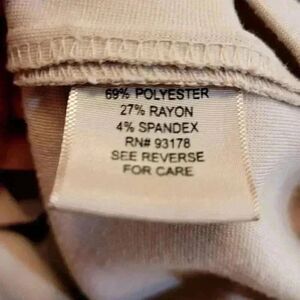 69% POLYESTER
27% RAYON
4% SPANDEX
RN# 93178
SEE REVERSE
FOR CARE